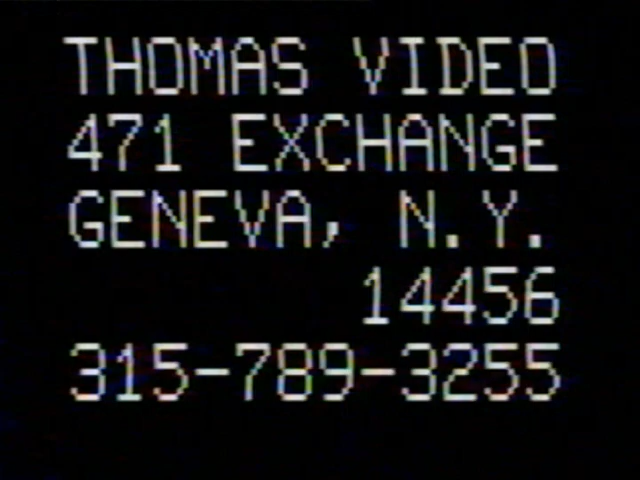 THOMAS VIDEO
471 EXCHANGE
GENEVA, N.Y.
14456
315-789-3255